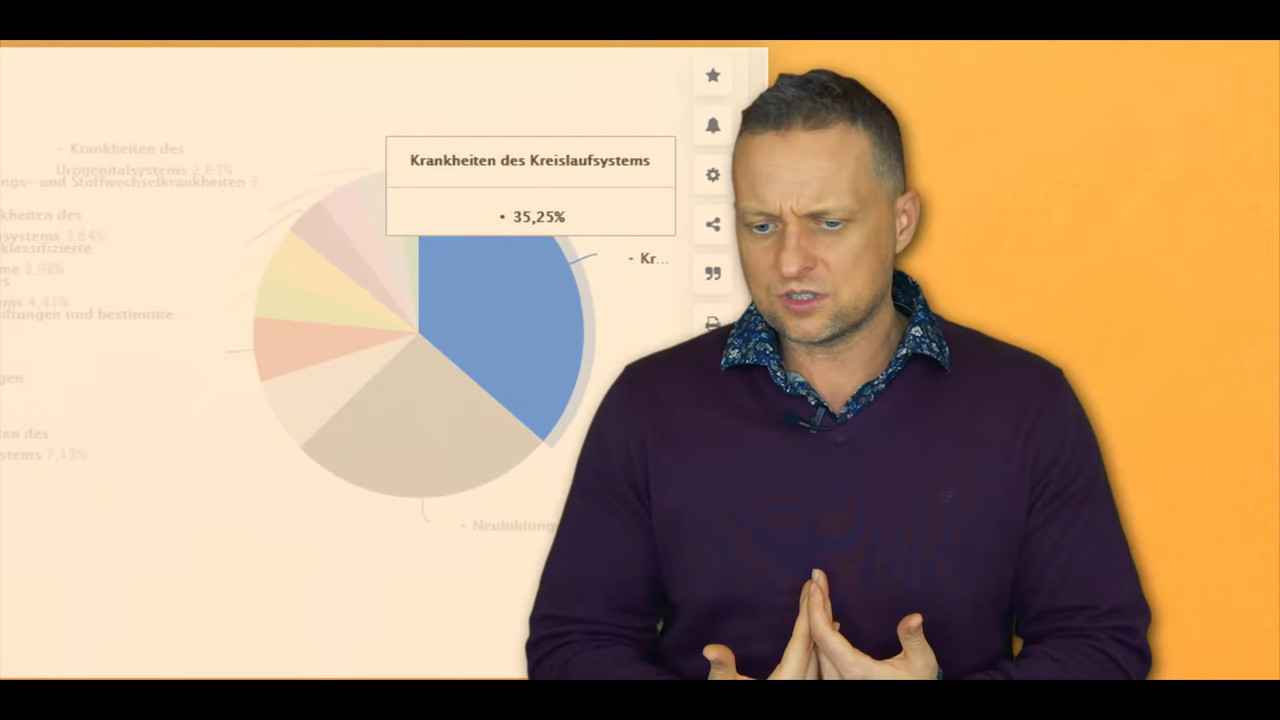 • Krankheiten des
Urogenitalsystems 2,63%
ngs- und Stoffwechselkrankheiten 3
kheiten des
systems 3,64%
klassifizierte
me 3,98%
ms 4,41%
iftungen und bestimmte
gen
ten des
stems 7,13%
Krankheiten des Kreislaufsystems
• 35,25%
• Kr...
• Neubildung